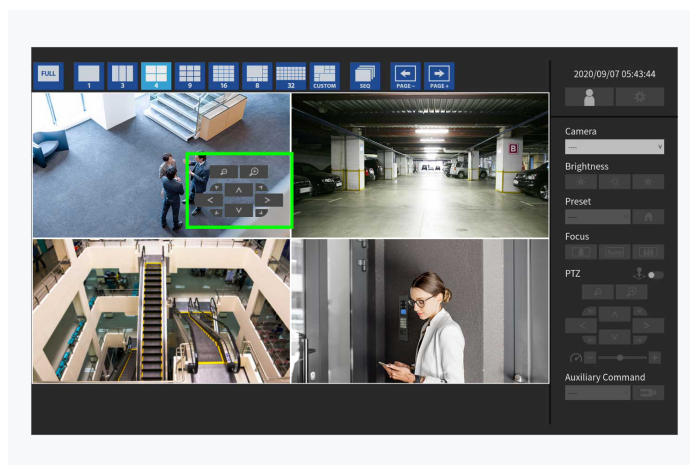 2020/09/07 05:43:44
FULL
1
3
4
9
16
8
32
CUSTOM
SEQ
PAGE-
PAGE+
Camera
----
Brightness
Preset
----
Focus
Auto
PTZ
Auxiliary Command
----
B